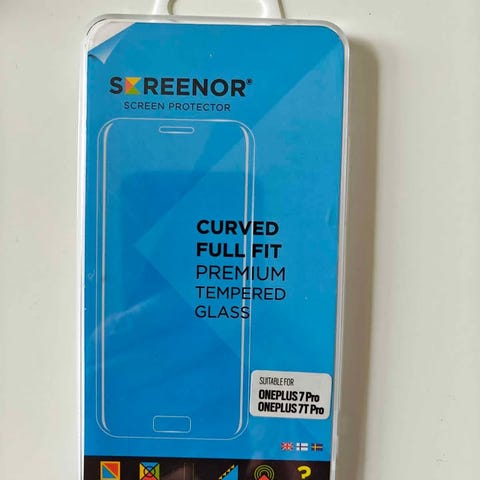 SCREENOR®
SCREEN PROTECTOR
CURVED
FULL FIT
PREMIUM
TEMPERED
GLASS
SUITABLE FOR
ONEPLUS 7 Pro
ONEPLUS 7T Pro
?